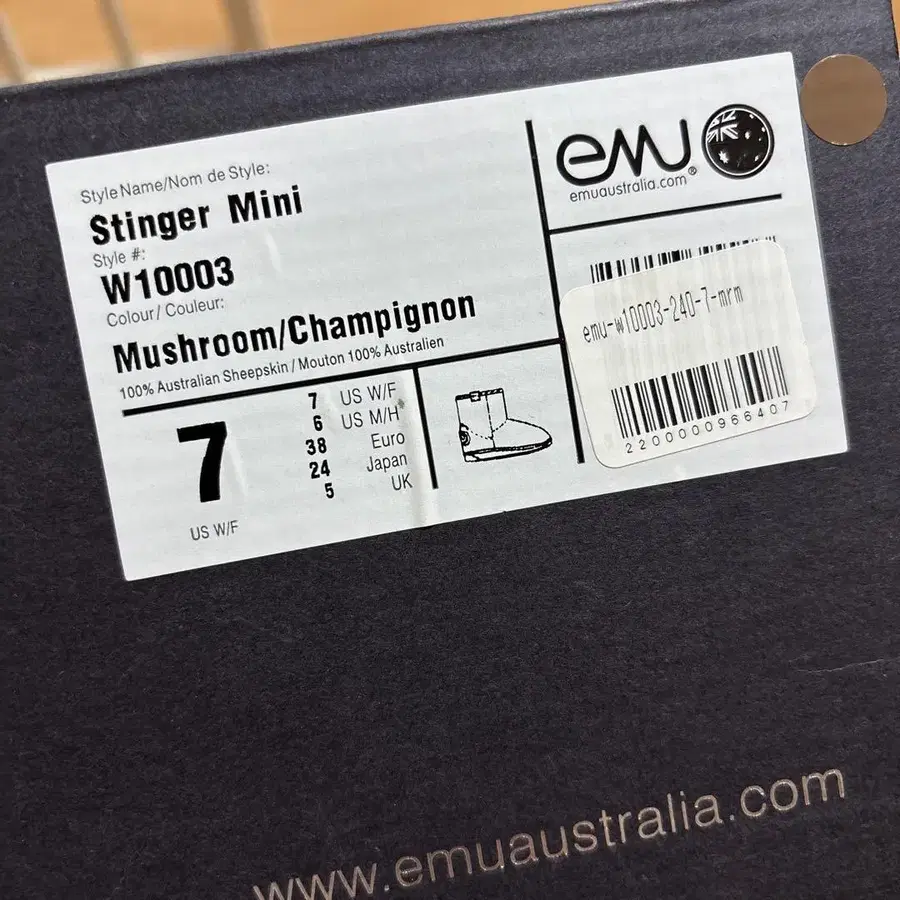 StyleName/Nom de Style:
Stinger Mini
Style #:
W10003
Colour/Couleur:
Mushroom/Champignon
100% Australian Sheepskin/Mouton 100% Australien
7
US W/F
7 US W/F
6 US M/H
38 Euro
24 Japan
5 UK
emu
emuaustralia.com®
emu-w10003-240-7-mrm
2200000966407
www.emuaustralia.com